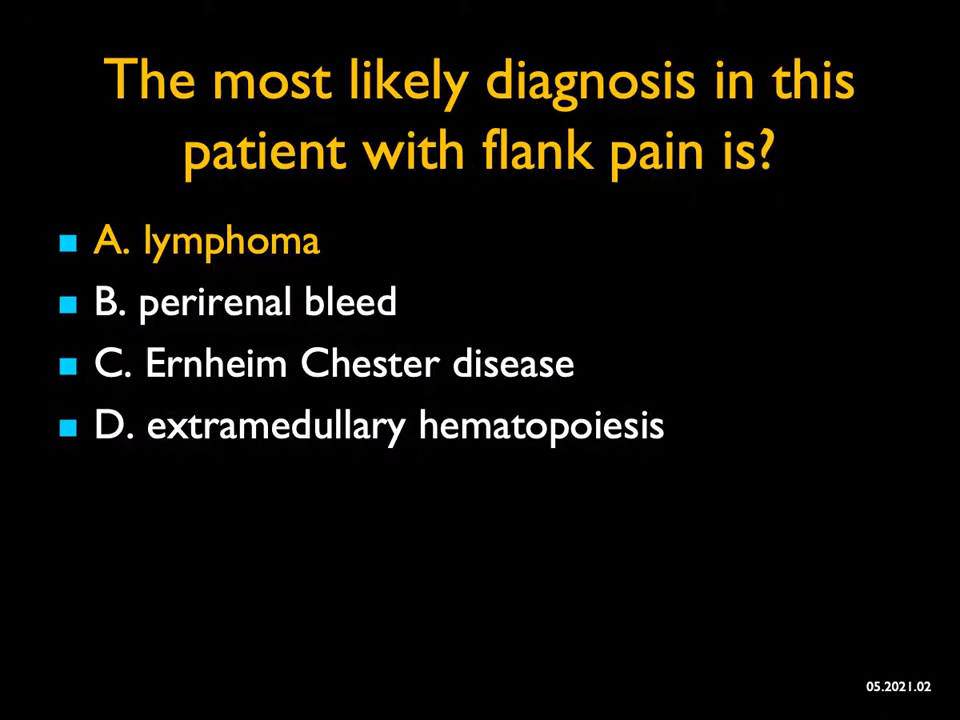 The most likely diagnosis in this
patient with flank pain is?
A. lymphoma
B. perirenal bleed
C. Ernheim Chester disease
D. extramedullary hematopoiesis
05.2021.02